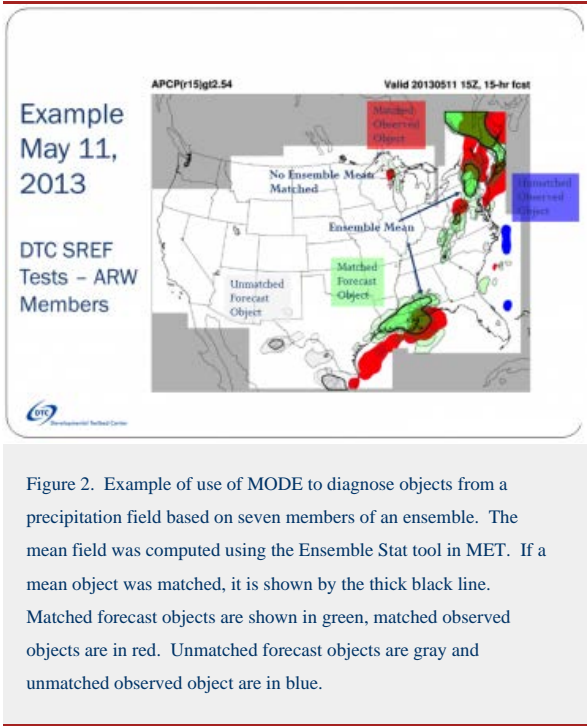 Example
May 11,
2013
DTC SREF
Tests – ARW
Members
APCP(r15)gt2.54
Valid 20130511 15Z, 15-hr fcst
Matched
Observed
Object
No Ensemble Mean
Matched
Unmatched
Observed
Object
Ensemble Mean
Matched
Forecast
Object
Unmatched
Forecast
Object
DTC
Developmental Testbed Center
Figure 2. Example of use of MODE to diagnose objects from a
precipitation field based on seven members of an ensemble. The
mean field was computed using the Ensemble Stat tool in MET. If a
mean object was matched, it is shown by the thick black line.
Matched forecast objects are shown in green, matched observed
objects are in red. Unmatched forecast objects are gray and
unmatched observed object are in blue.